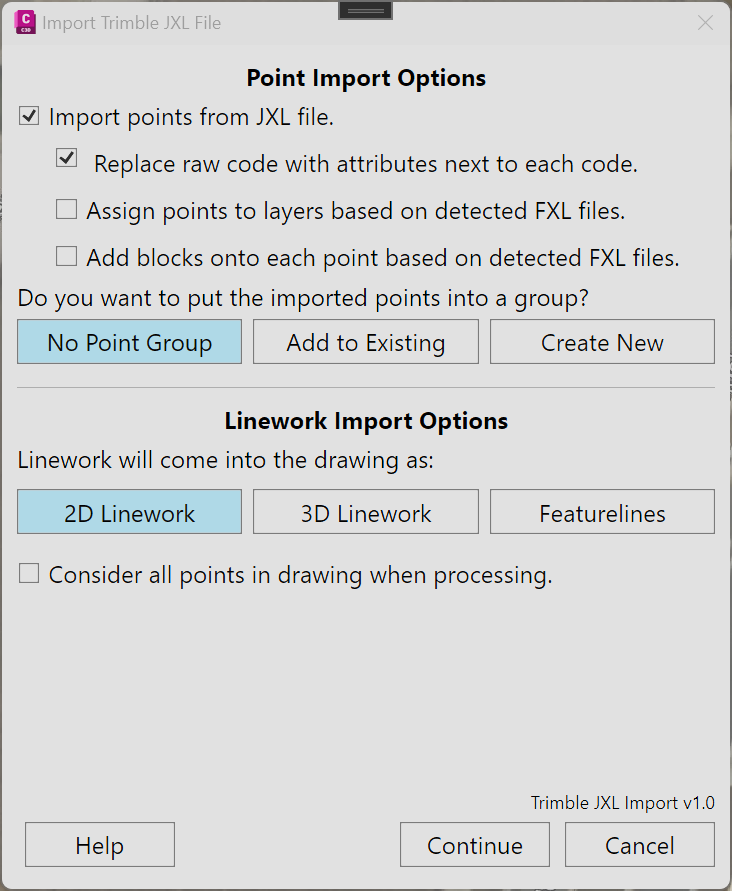 C
C3D
Import Trimble JXL File
Point Import Options
Import points from JXL file.
Replace raw code with attributes next to each code.
Assign points to layers based on detected FXL files.
Add blocks onto each point based on detected FXL files.
Do you want to put the imported points into a group?
No Point Group
Add to Existing
Create New
Linework Import Options
Linework will come into the drawing as:
2D Linework
3D Linework
Featurelines
Consider all points in drawing when processing.
Trimble JXL Import v1.0
Help
Continue
Cancel